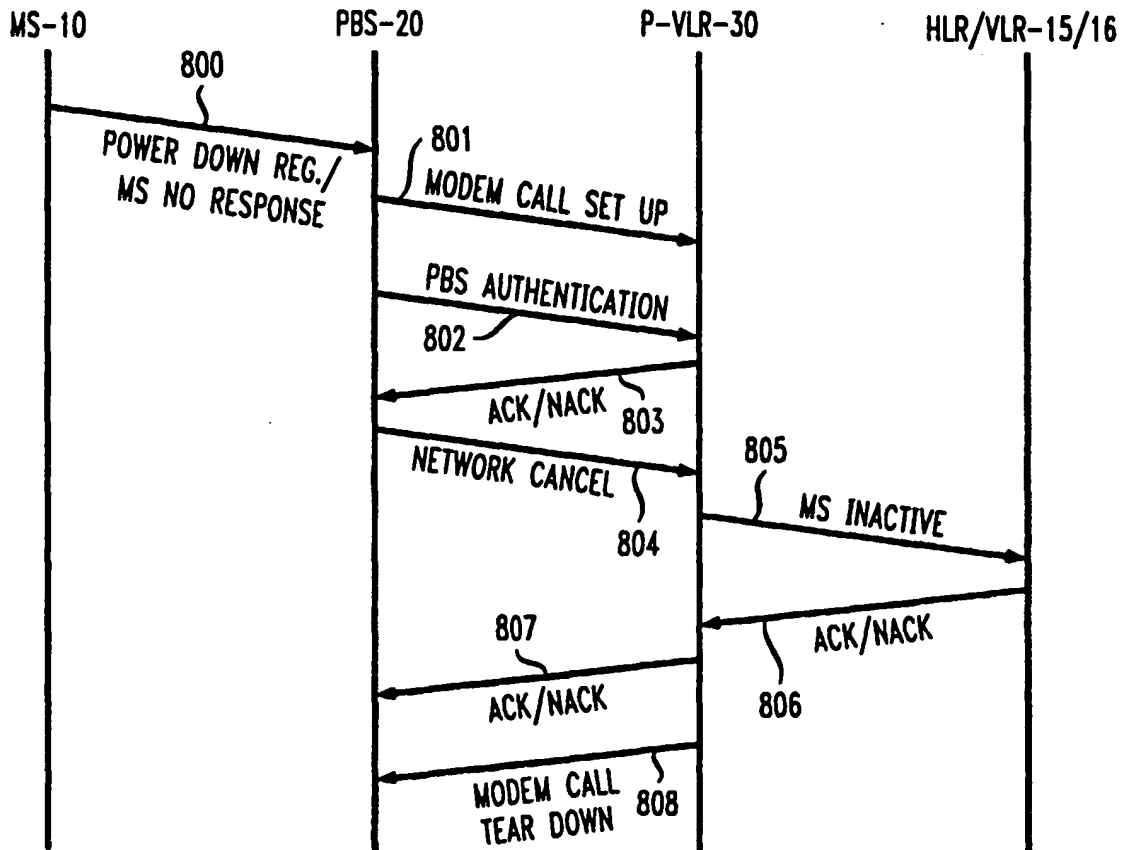 MS-10
PBS-20
P-VLR-30
HLR/VLR-15/16
800
POWER DOWN REG./
MS NO RESPONSE
801
MODEM CALL SET UP
PBS AUTHENTICATION
802
ACK/NACK
803
NETWORK CANCEL
804
805
MS INACTIVE
ACK/NACK
806
807
ACK/NACK
MODEM CALL
TEAR DOWN
808